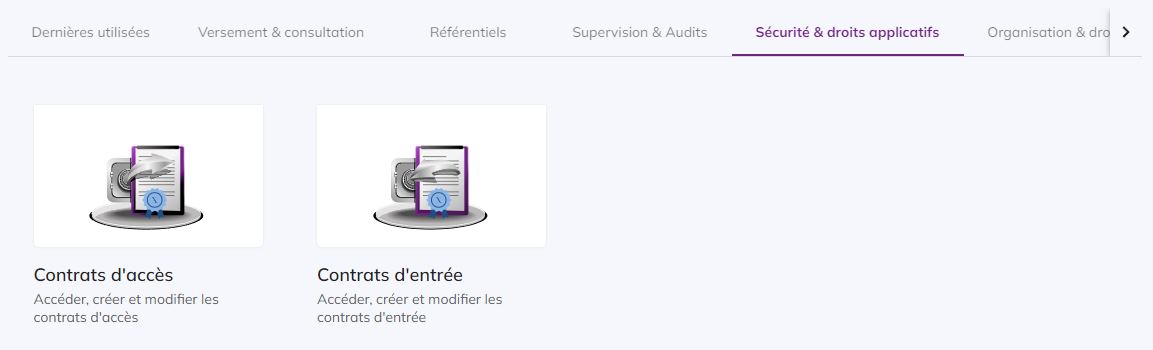 Dernières utilisées Versement & consultation Référentiels Supervision & Audits Sécurité & droits applicatifs Organisation & dro
Contrats d'accès Contrats d'entrée
Accéder, créer et modifier les Accéder, créer et modifier les
contrats d'accès contrats d'entrée